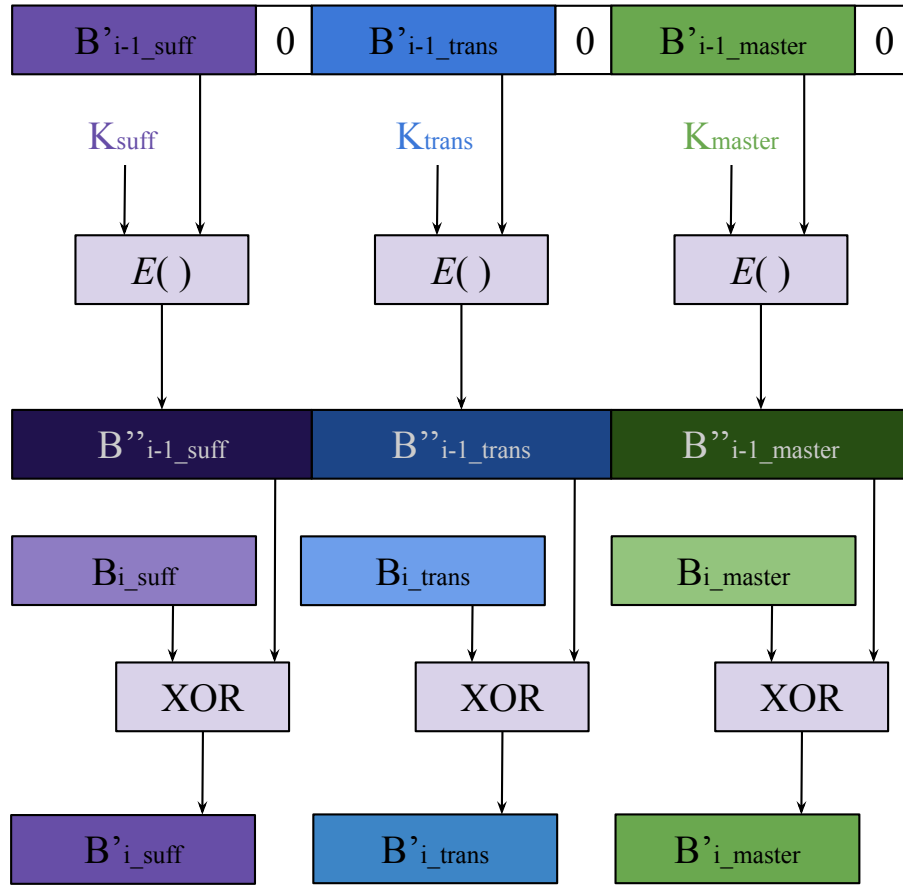 B’i-1_suff 0 B’i-1_trans 0 B’i-1_master 0
Ksuff Ktrans Kmaster
E( ) E( ) E( )
B’’i-1_suff B’’i-1_trans B’’i-1_master
Bi_suff Bi_trans Bi_master
XOR XOR XOR
B’i_suff B’i_trans B’i_master